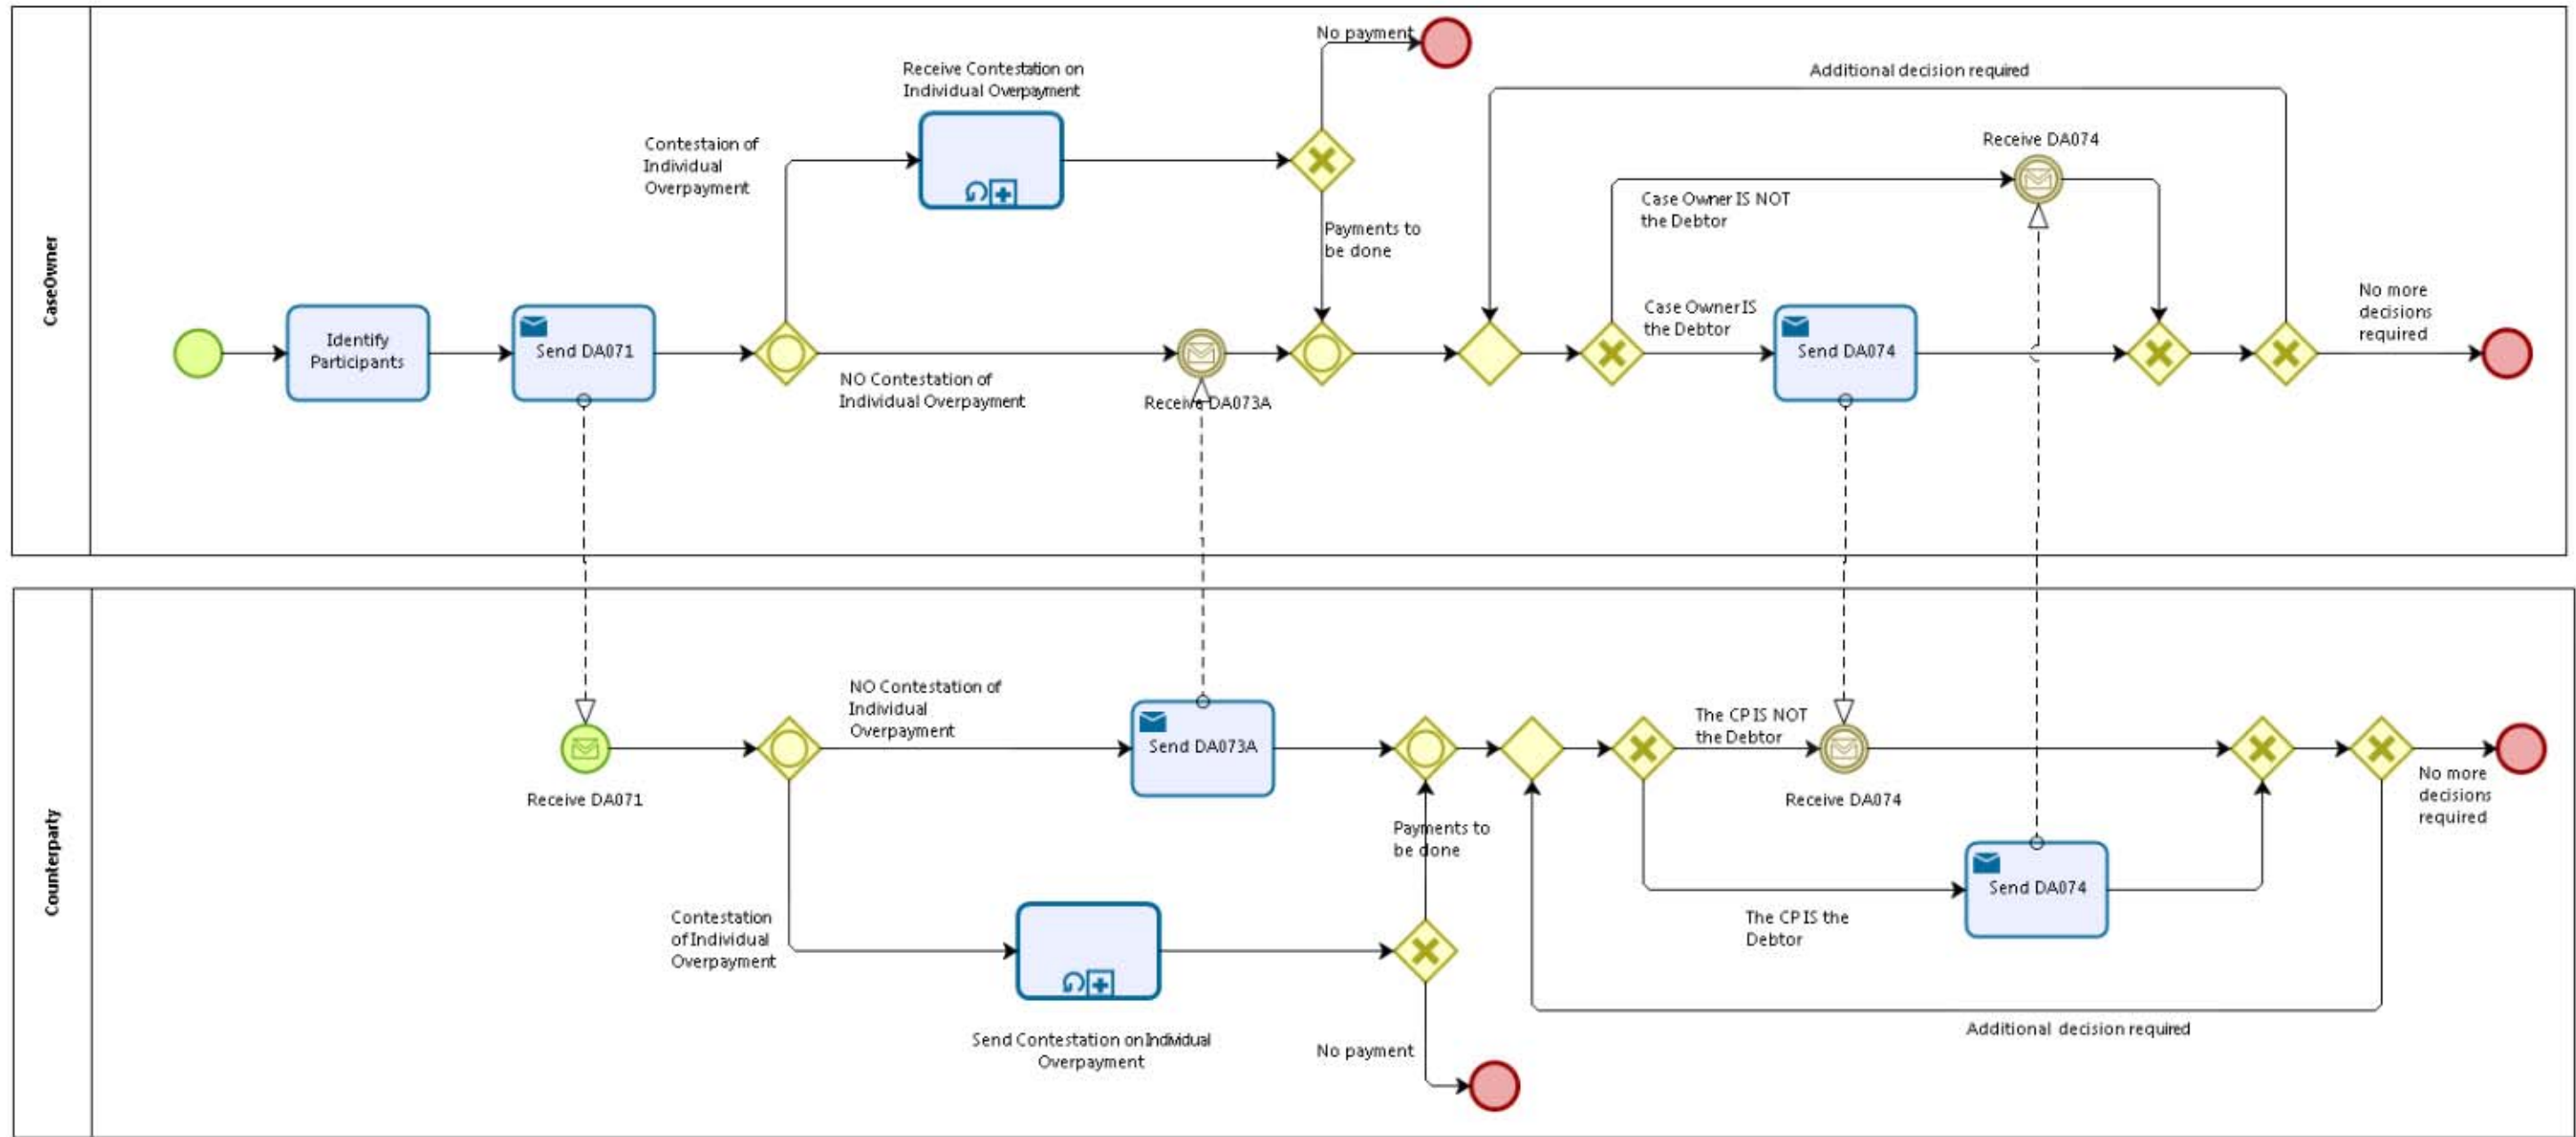 CaseOwner
No payment
Receive Contestation on
Individual Overpayment
Additional decision required
Contestaion of
Individual
Overpayment
Receive DA074
Case Owner IS NOT
the Debtor
Payments to
be done
Identify
Participants
Send DA071
Case Owner IS
the Debtor
Send DA074
No more
decisions
required
NO Contestation of
Individual Overpayment
Receive DA073A
Counterparty
NO Contestation of
Individual
Overpayment
Send DA073A
The CP IS NOT
the Debtor
Receive DA071
Receive DA074
No more
decisions
required
Payments to
be done
Send DA074
Contestation
of Individual
Overpayment
The CP IS the
Debtor
Send Contestation on Individual
Overpayment
No payment
Additional decision required